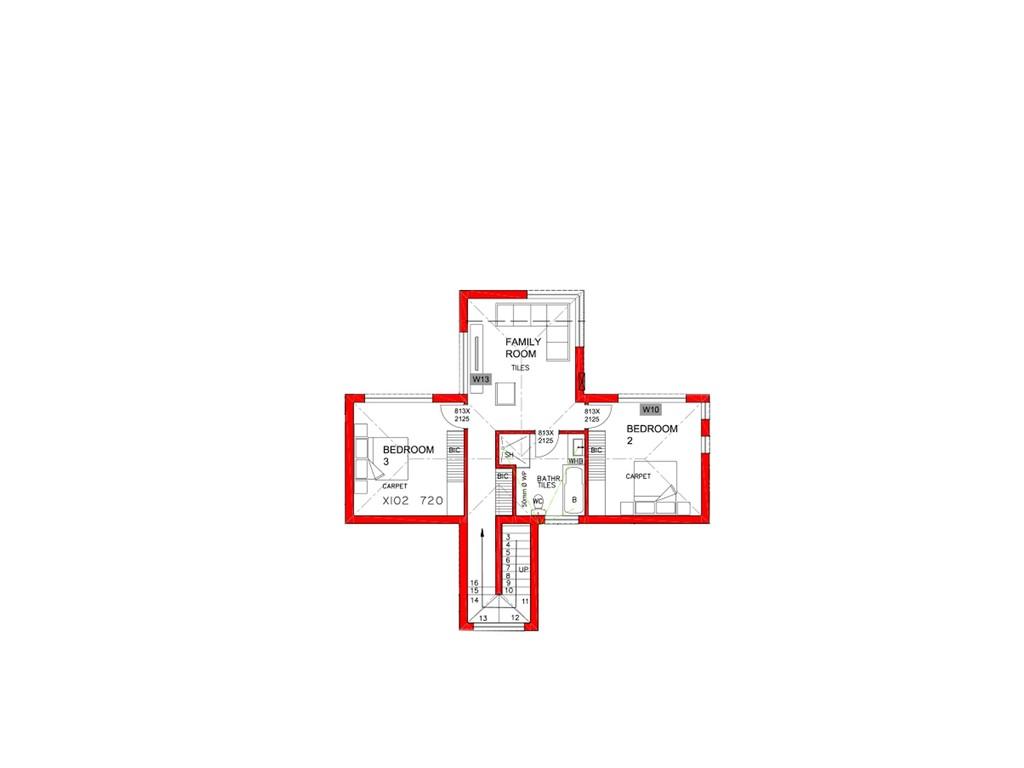 FAMILY
ROOM
TILES
W13
W10
813X
2125
813X
2125
813X
2125
BEDROOM
3
CARPET
X102 720
BIC
BEDROOM
2
CARPET
BIC
SH
WHB
BIC
50mm Ø WP
BATHR.
TILES
WC
B
3
4
5
6
7
8
9
10
UP
11
12
13
14
15
16